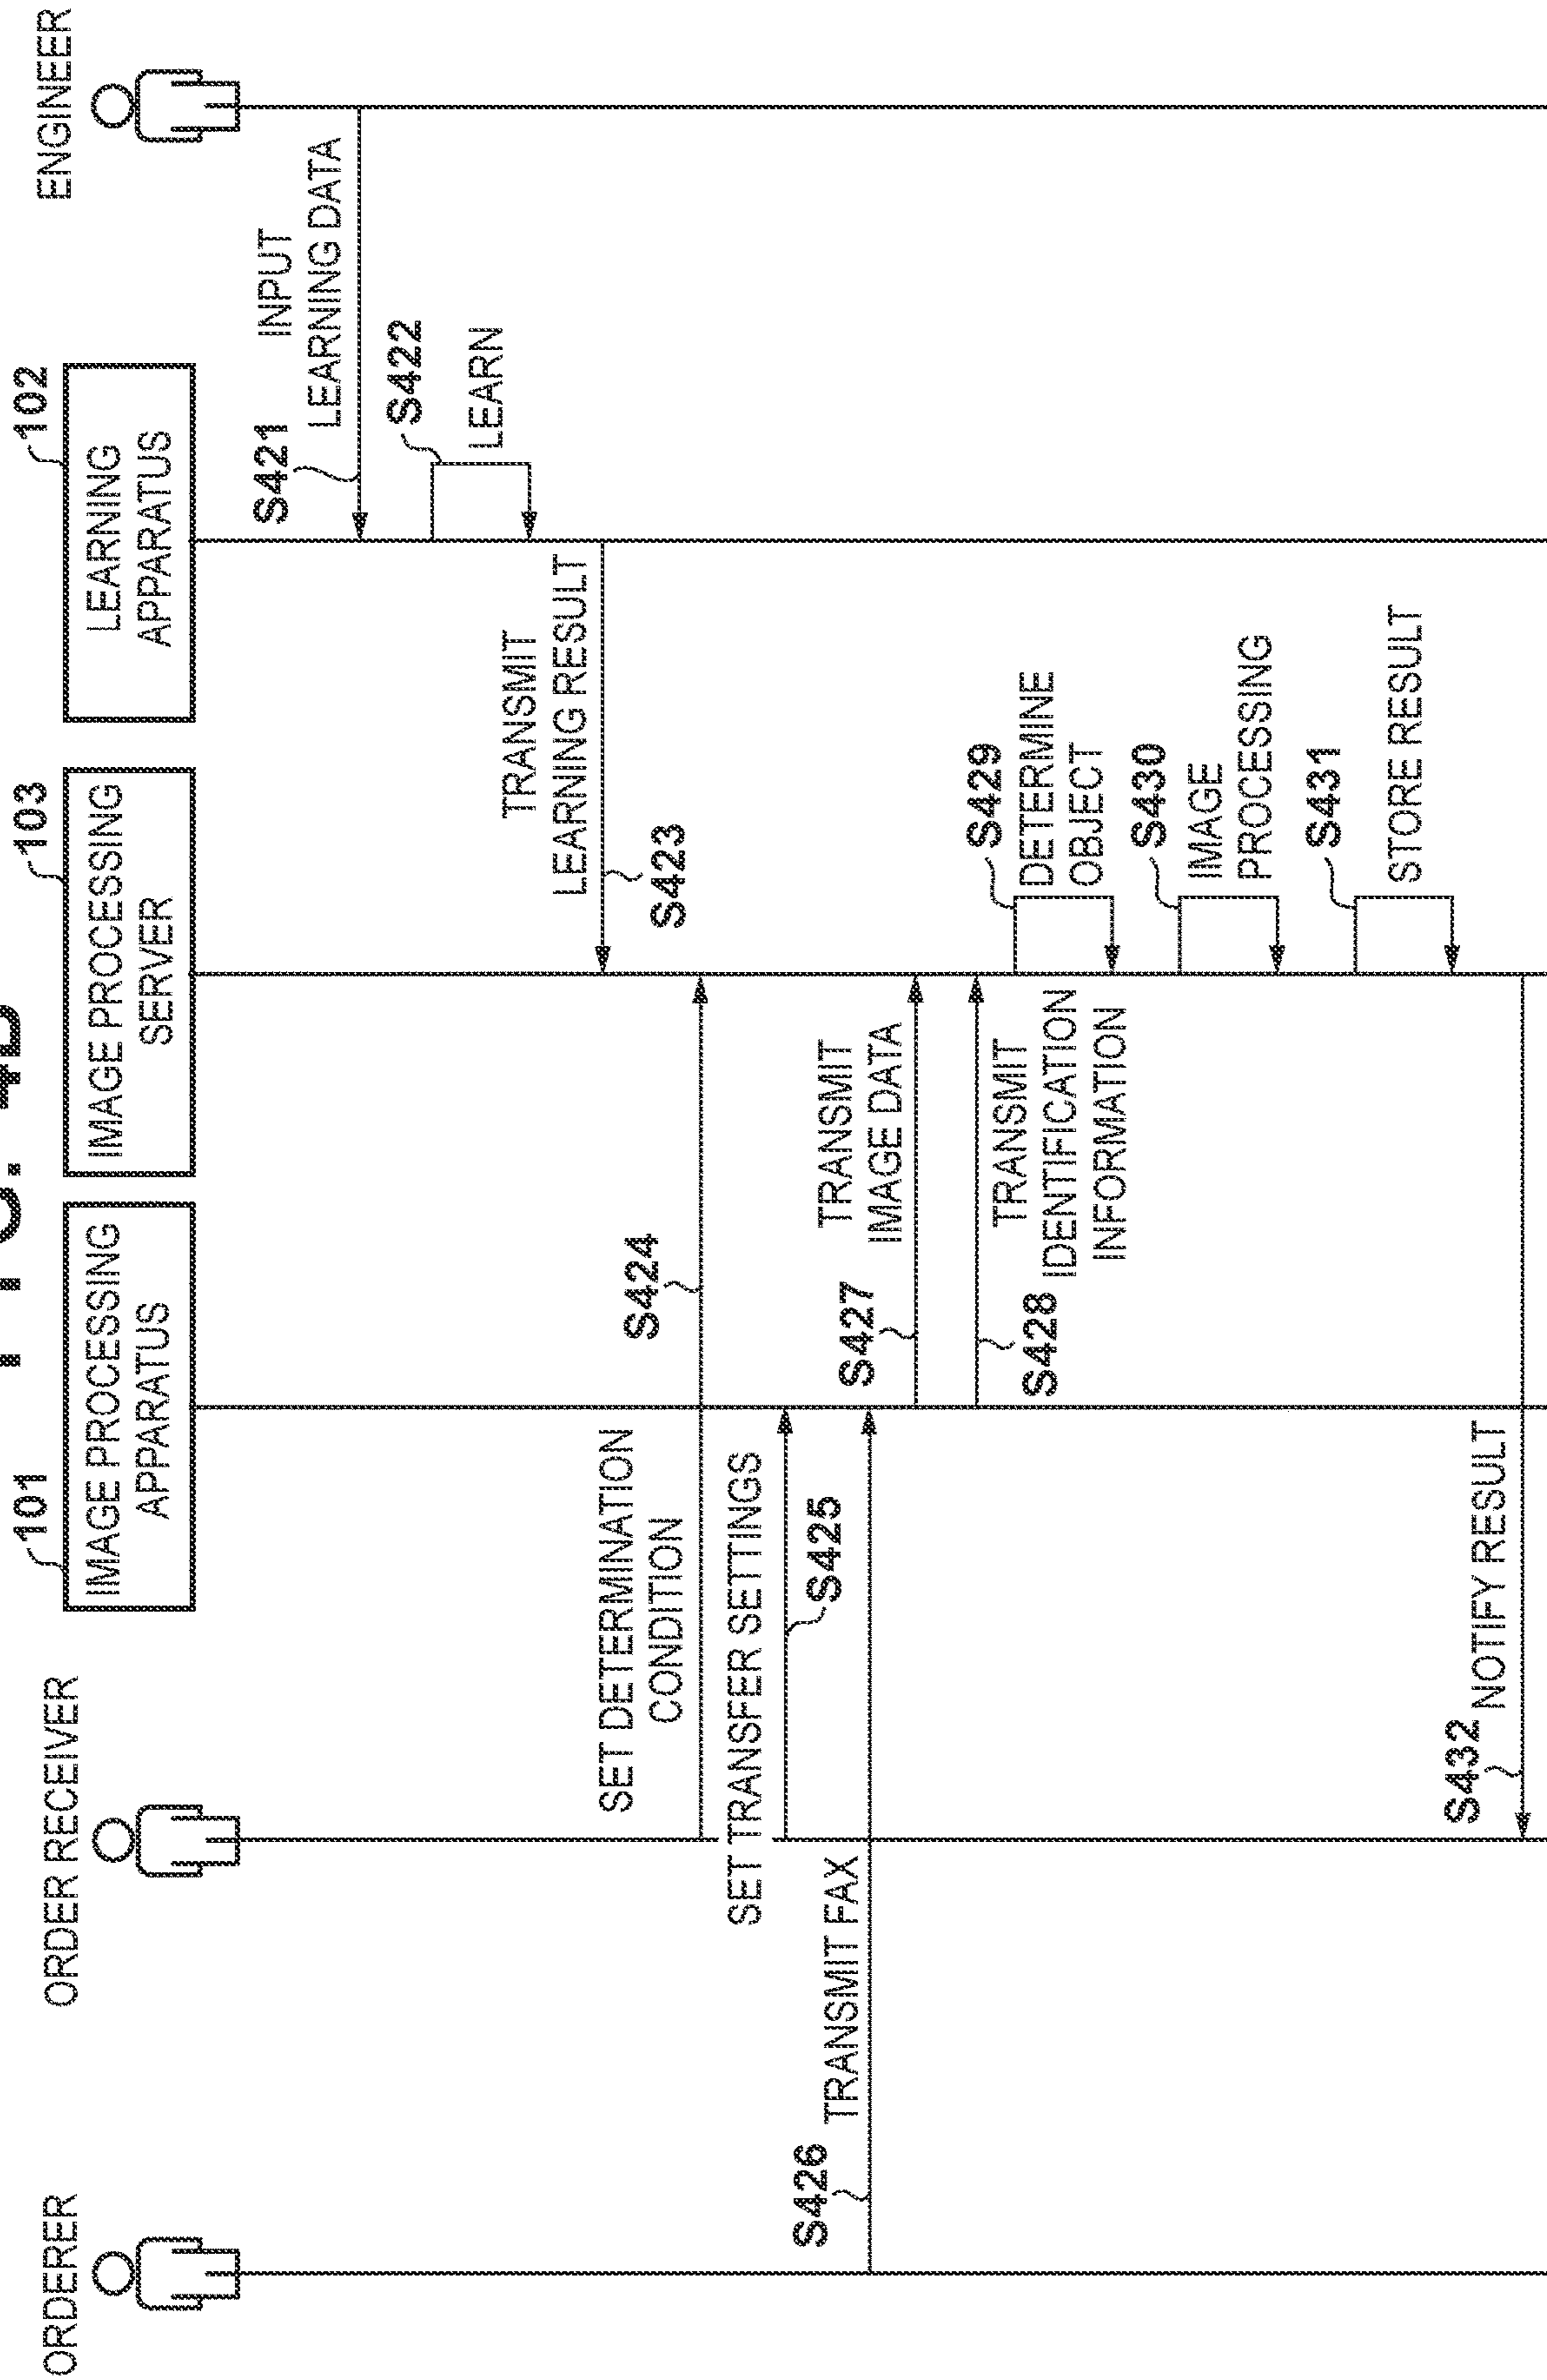 FIG. 4B
ORDERER
ORDER RECEIVER
101
IMAGE PROCESSING
APPARATUS
103
IMAGE PROCESSING
SERVER
102
LEARNING
APPARATUS
ENGINEER
S421
INPUT
LEARNING DATA
S422
LEARN
TRANSMIT
LEARNING RESULT
S423
SET DETERMINATION
CONDITION
S424
SET TRANSFER SETTINGS
S425
S426
TRANSMIT FAX
S427
TRANSMIT
IMAGE DATA
S428
TRANSMIT
IDENTIFICATION
INFORMATION
S429
DETERMINE
OBJECT
S430
IMAGE
PROCESSING
S431
STORE RESULT
S432
NOTIFY RESULT